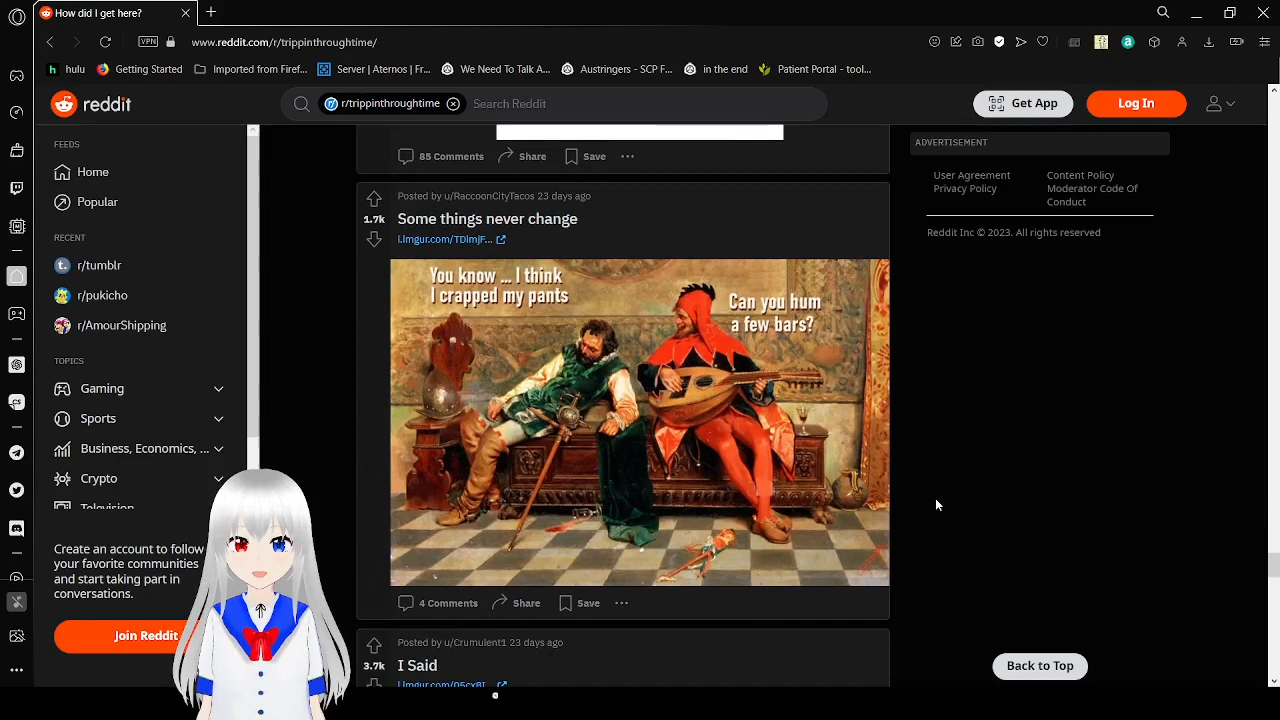 How did I get here?
www.reddit.com/r/trippinthroughtime/
VPN
hulu
Getting Started
Imported from Firef...
Server | Aternos | Fr...
We Need To Talk A...
Austringers - SCP F...
in the end
Patient Portal - tool...
reddit
r/trippinthroughtime
Search Reddit
Get App
Log In
FEEDS
Home
Popular
RECENT
r/tumblr
r/pukicho
r/AmourShipping
TOPICS
Gaming
Sports
Business, Economics, ...
Crypto
Television
Create an account to follow
your favorite communities
and start taking part in
conversations.
Join Reddit
85 Comments
Share
Save
Posted by u/RaccoonCityTacos 23 days ago
1.7k
Some things never change
i.imgur.com/TDimjF...
You know ... I think
I crapped my pants
Can you hum
a few bars?
4 Comments
Share
Save
Posted by u/Crumulent1 23 days ago
3.7k
I Said
ADVERTISEMENT
User Agreement
Privacy Policy
Content Policy
Moderator Code Of
Conduct
Reddit Inc © 2023. All rights reserved
Back to Top